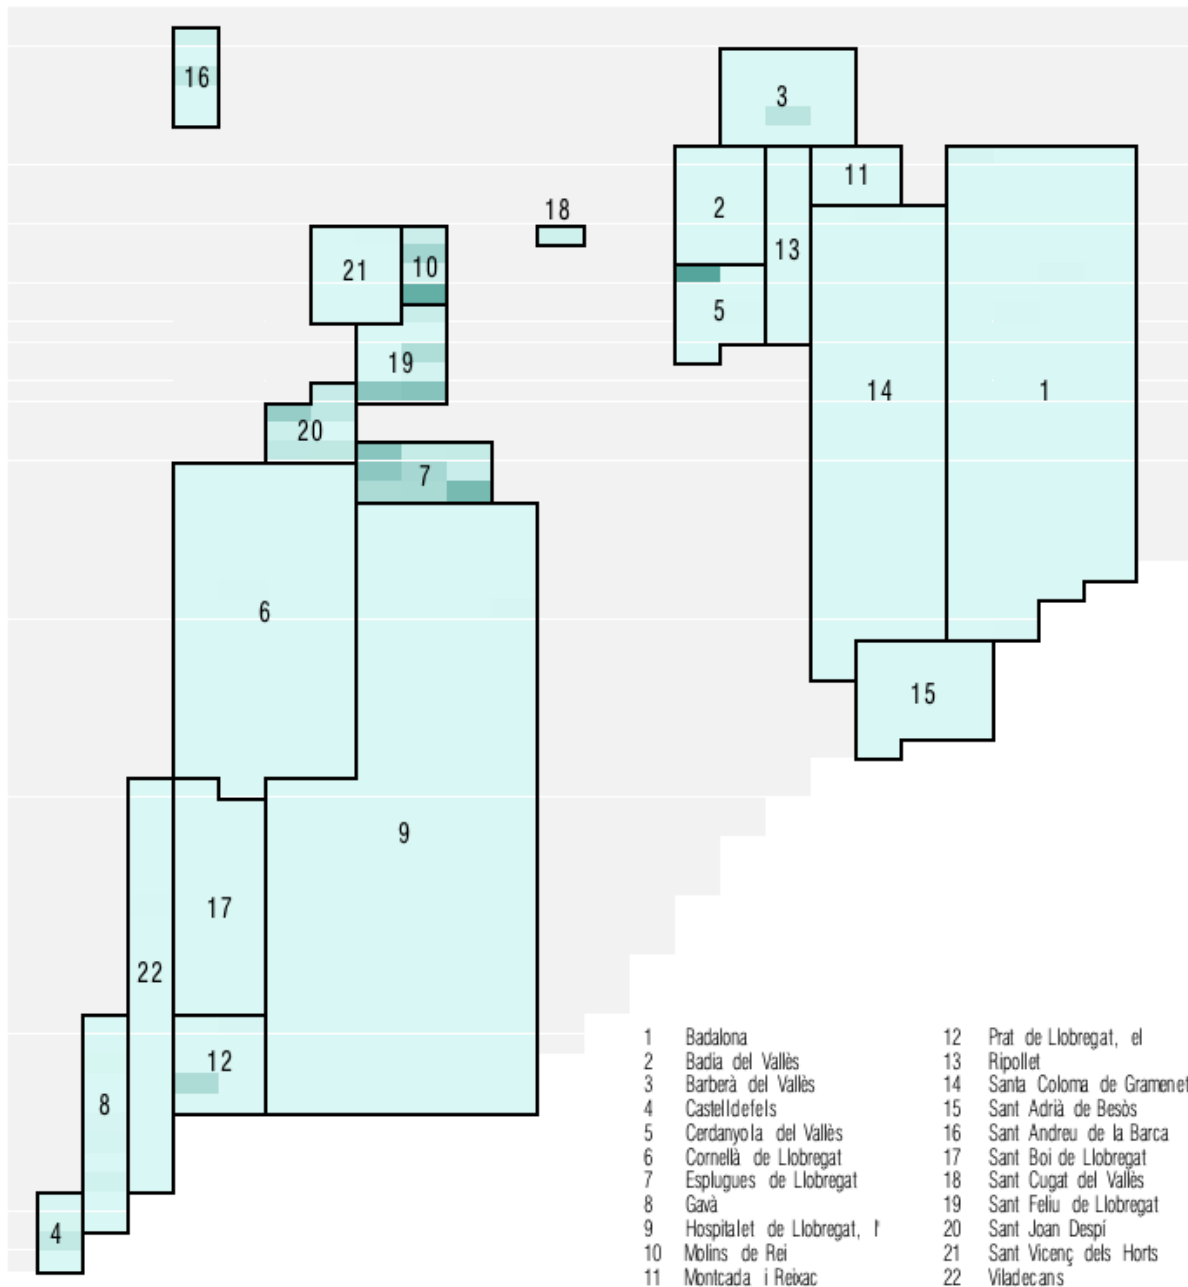 16
3
11
2
18
13
21
10
5
19
14
1
20
7
6
15
9
17
22
12
8
4
1 Badalona
2 Badia del Vallès
3 Barberà del Vallès
4 Castelldefels
5 Cerdanyola del Vallès
6 Cornellà de Llobregat
7 Esplugues de Llobregat
8 Gavà
9 Hospitalet de Llobregat, l'
10 Molins de Rei
11 Montcada i Reixac
12 Prat de Llobregat, el
13 Ripollet
14 Santa Coloma de Gramenet
15 Sant Adrià de Besòs
16 Sant Andreu de la Barca
17 Sant Boi de Llobregat
18 Sant Cugat del Vallès
19 Sant Feliu de Llobregat
20 Sant Joan Despí
21 Sant Vicenç dels Horts
22 Viladecans